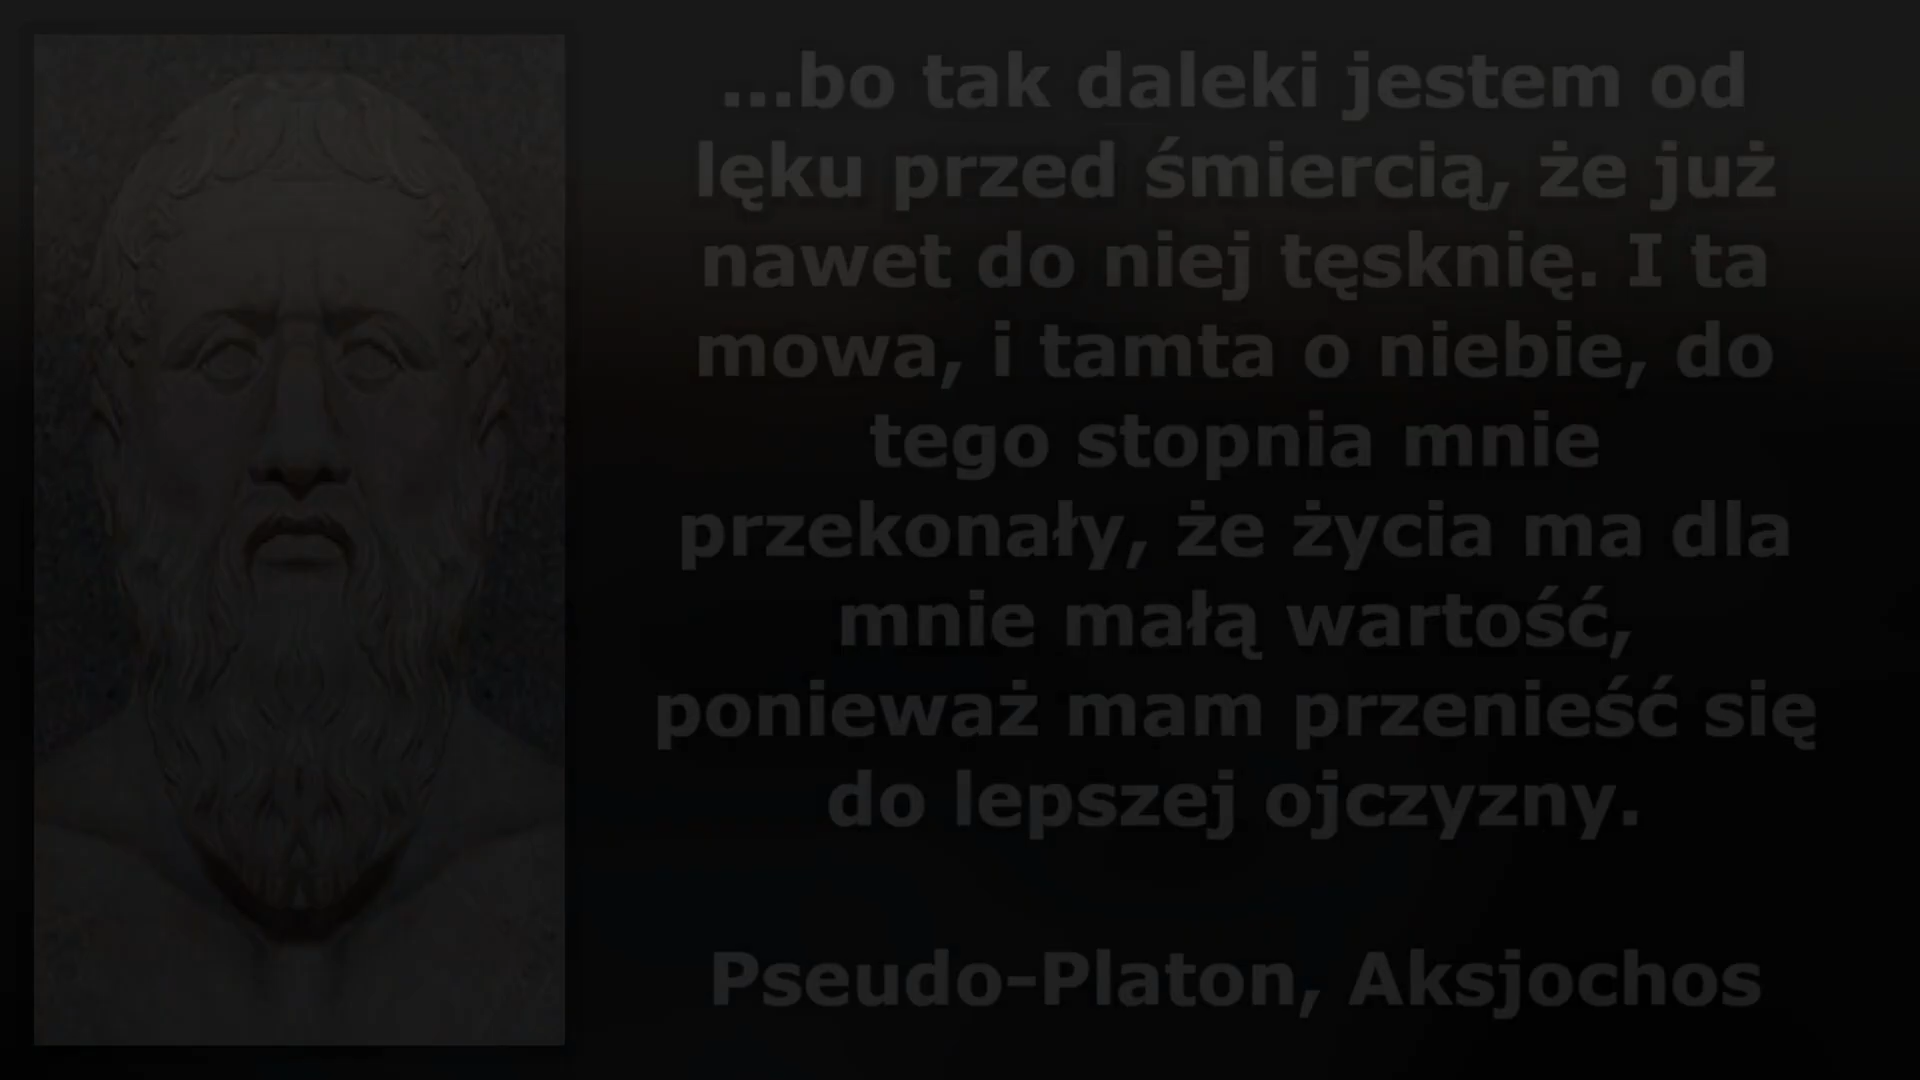 ...bo tak daleki jestem od
lęku przed śmiercią, że już
nawet do niej tęsknię. I ta
mowa, i tamta o niebie, do
tego stopnia mnie
przekonały, że życia ma dla
mnie małą wartość,
ponieważ mam przenieść się
do lepszej ojczyzny.
Pseudo-Platon, Aksjochos